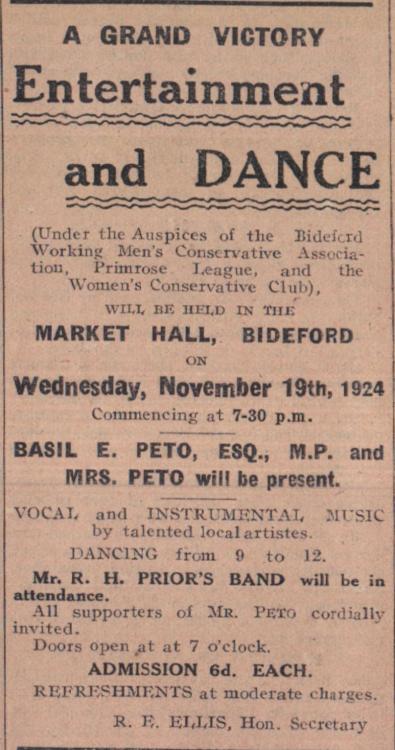 A GRAND VICTORY
Entertainment
and DANCE
(Under the Auspices of the Bideford
Working Men's Conservative Associa-
tion, Primrose League, and the
Women's Conservative Club),
WILL BE HELD IN THE
MARKET HALL, BIDEFORD
ON
Wednesday, November 19th, 1924
Commencing at 7-30 p.m.
BASIL E. PETO, ESQ., M.P. and
MRS. PETO will be present.
VOCAL and INSTRUMENTAL MUSIC
by talented local artistes.
DANCING from 9 to 12.
Mr. R. H. PRIOR'S BAND will be in
attendance.
All supporters of MR. PETO cordially
invited.
Doors open at at 7 o'clock.
ADMISSION 6d. EACH.
REFRESHMENTS at moderate charges.
R. E. ELLIS, Hon. Secretary